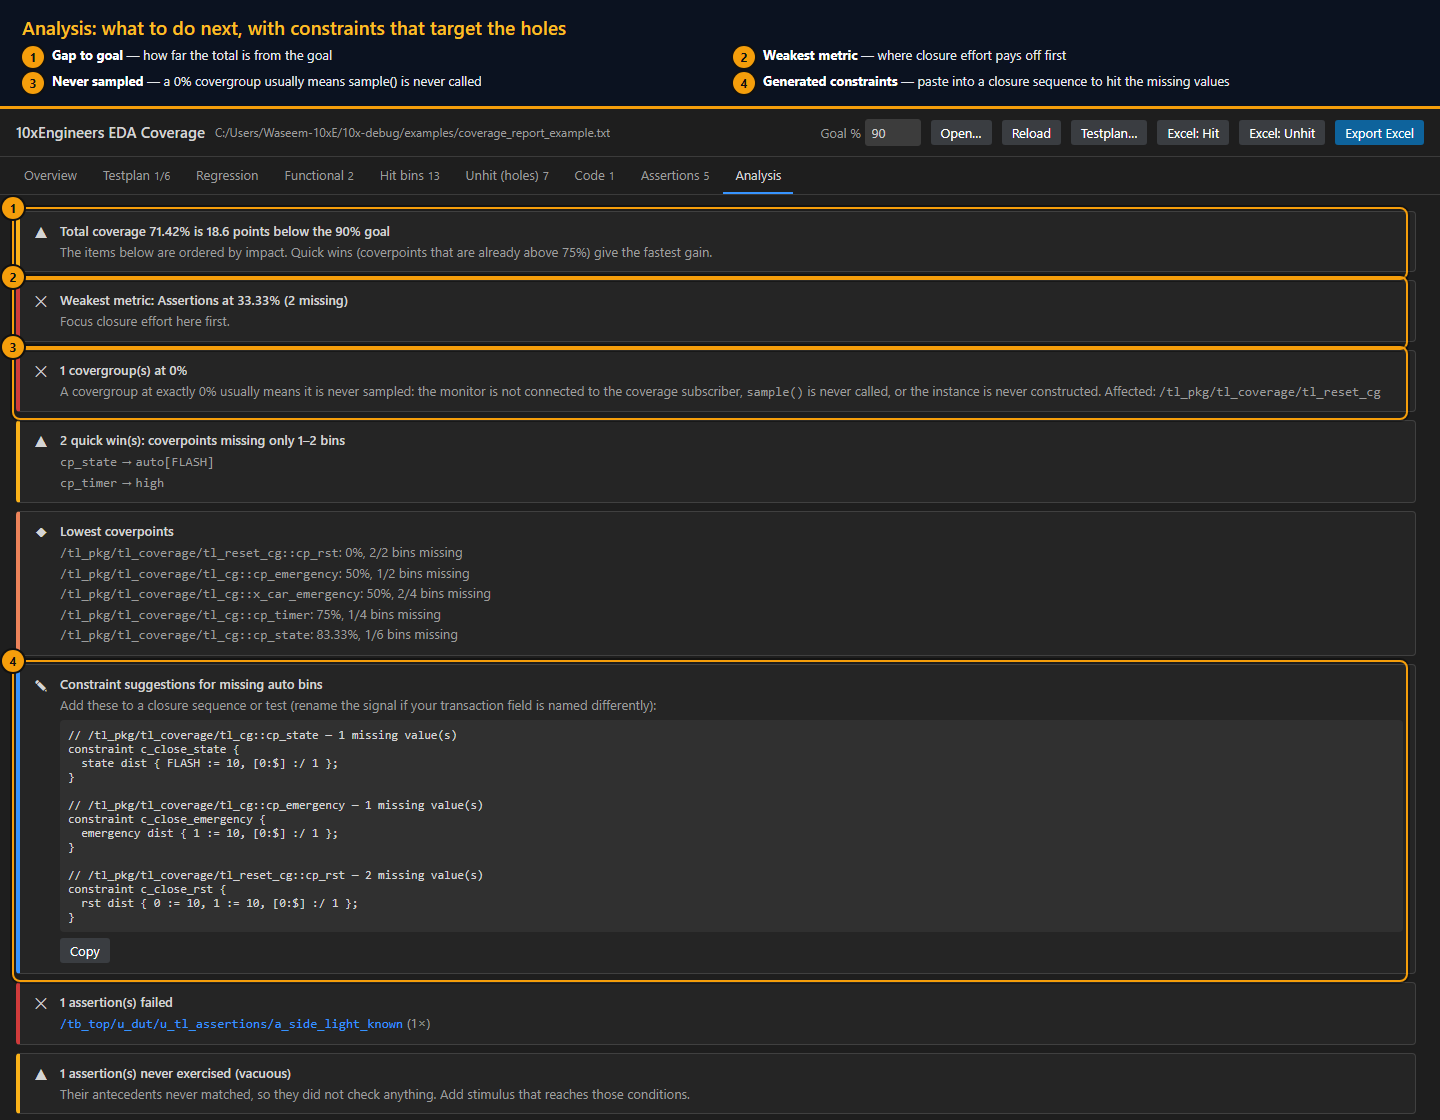 Analysis: what to do next, with constraints that target the holes
1 Gap to goal — how far the total is from the goal
2 Weakest metric — where closure effort pays off first
3 Never sampled — a 0% covergroup usually means sample() is never called
4 Generated constraints — paste into a closure sequence to hit the missing values
10xEngineers EDA Coverage C:/Users/Waseem-10xE/10x-debug/examples/coverage_report_example.txt Goal % 90 Open... Reload Testplan... Excel: Hit Excel: Unhit Export Excel
Overview Testplan 1/6 Regression Functional 2 Hit bins 13 Unhit (holes) 7 Code 1 Assertions 5 Analysis
1
Total coverage 71.42% is 18.6 points below the 90% goal
The items below are ordered by impact. Quick wins (coverpoints that are already above 75%) give the fastest gain.
2
Weakest metric: Assertions at 33.33% (2 missing)
Focus closure effort here first.
3
1 covergroup(s) at 0%
A covergroup at exactly 0% usually means it is never sampled: the monitor is not connected to the coverage subscriber, sample() is never called, or the instance is never constructed. Affected: /tl_pkg/tl_coverage/tl_reset_cg
2 quick win(s): coverpoints missing only 1–2 bins
cp_state → auto[FLASH]
cp_timer → high
Lowest coverpoints
/tl_pkg/tl_coverage/tl_reset_cg::cp_rst: 0%, 2/2 bins missing
/tl_pkg/tl_coverage/tl_cg::cp_emergency: 50%, 1/2 bins missing
/tl_pkg/tl_coverage/tl_cg::x_car_emergency: 50%, 2/4 bins missing
/tl_pkg/tl_coverage/tl_cg::cp_timer: 75%, 1/4 bins missing
/tl_pkg/tl_coverage/tl_cg::cp_state: 83.33%, 1/6 bins missing
4
Constraint suggestions for missing auto bins
Add these to a closure sequence or test (rename the signal if your transaction field is named differently):
// /tl_pkg/tl_coverage/tl_cg::cp_state — 1 missing value(s)
constraint c_close_state {
state dist { FLASH := 10, [0:$] :/ 1 };
}
// /tl_pkg/tl_coverage/tl_cg::cp_emergency — 1 missing value(s)
constraint c_close_emergency {
emergency dist { 1 := 10, [0:$] :/ 1 };
}
// /tl_pkg/tl_coverage/tl_reset_cg::cp_rst — 2 missing value(s)
constraint c_close_rst {
rst dist { 0 := 10, 1 := 10, [0:$] :/ 1 };
}
Copy
1 assertion(s) failed
/tb_top/u_dut/u_tl_assertions/a_side_light_known (1×)
1 assertion(s) never exercised (vacuous)
Their antecedents never matched, so they did not check anything. Add stimulus that reaches those conditions.